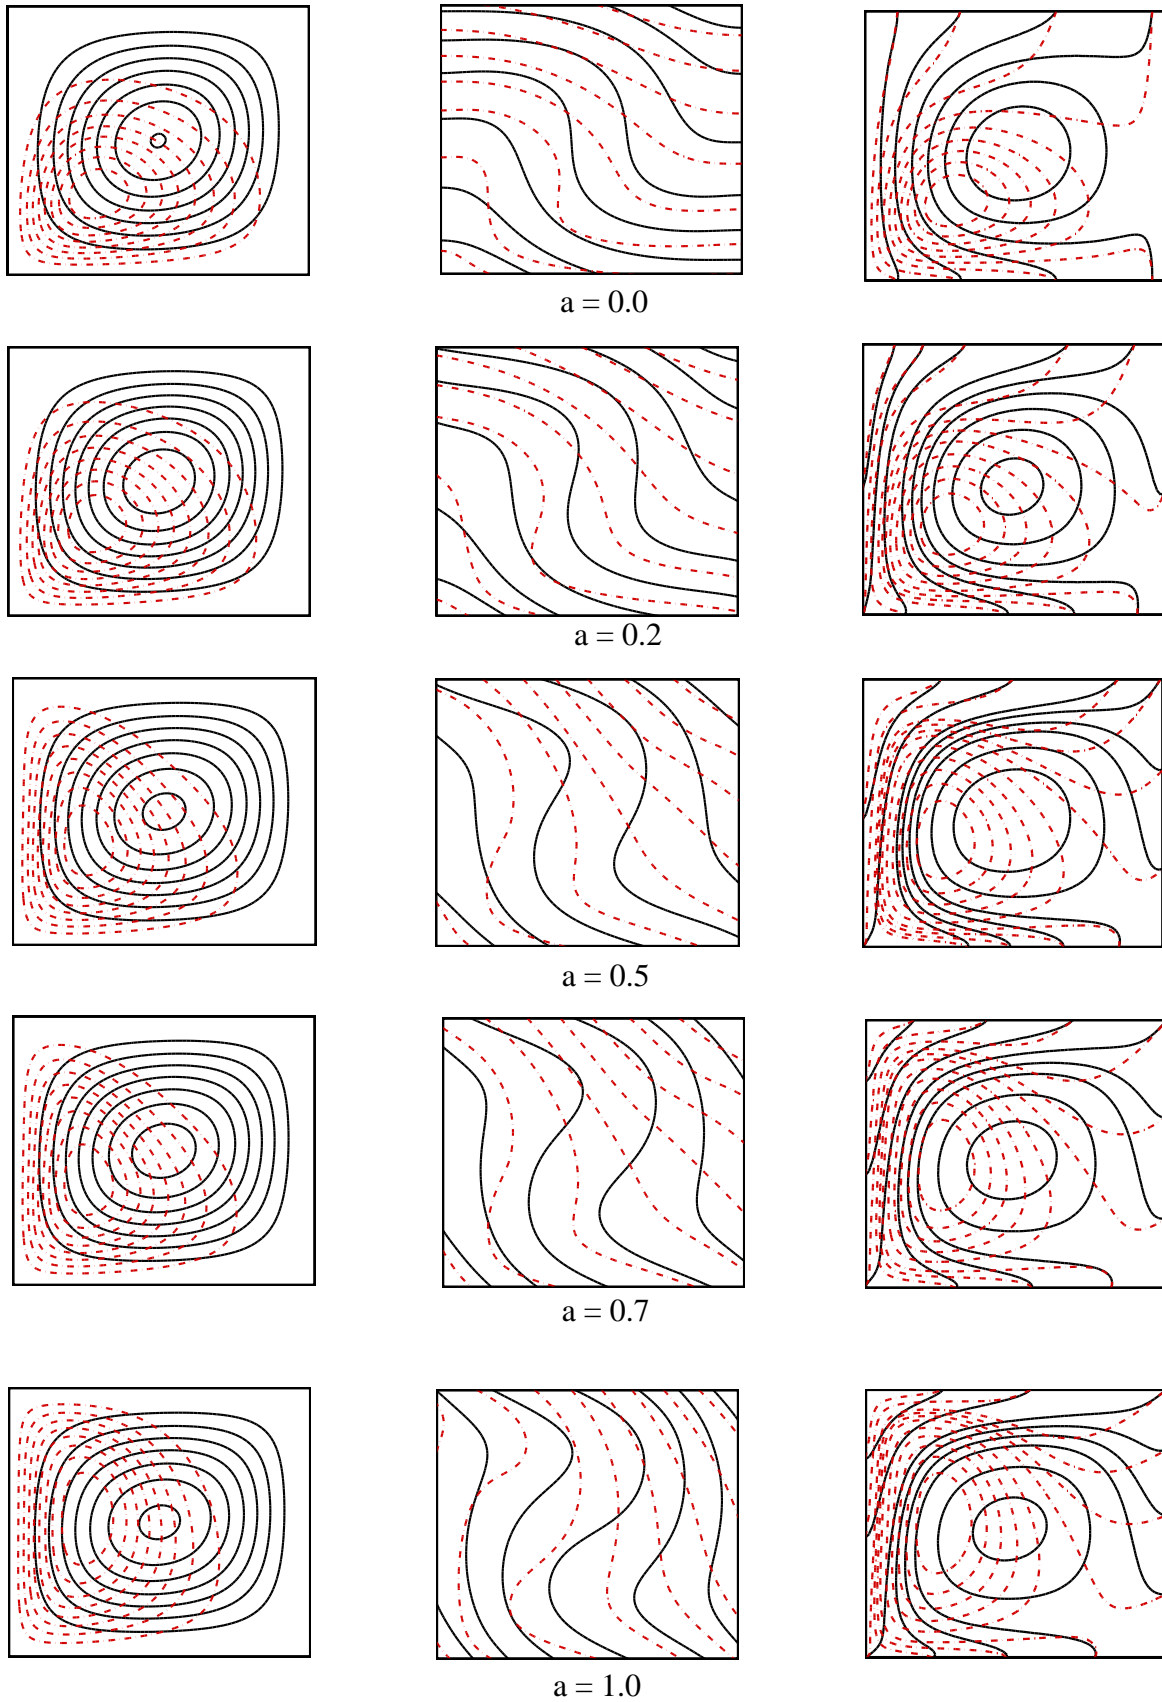 a = 0.0
a = 0.2
a = 0.5
a = 0.7
a = 1.0